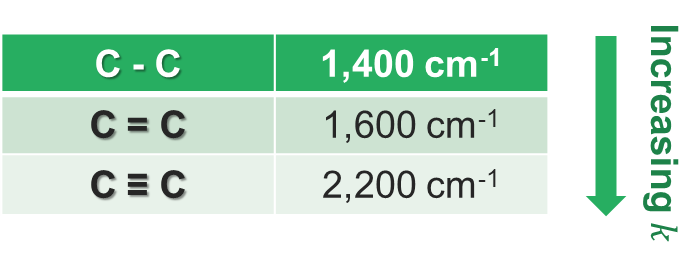 C - C 1,400 cm⁻¹
C = C 1,600 cm⁻¹
C ≡ C 2,200 cm⁻¹
Increasing k